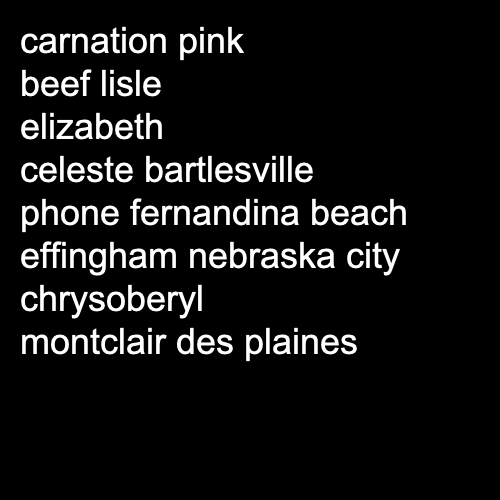 carnation pink
beef lisle
elizabeth
celeste bartlesville
phone fernandina beach
effingham nebraska city
chrysoberyl
montclair des plaines